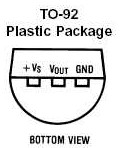 TO-92
Plastic Package
+VS VOUT GND
BOTTOM VIEW